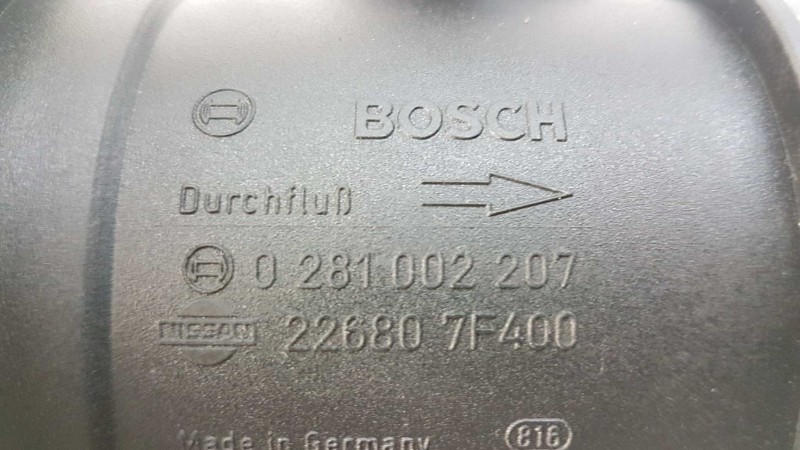 BOSCH
Durchfluß
0 281 002 207
NISSAN 22680 7F400
Made in Germany 816